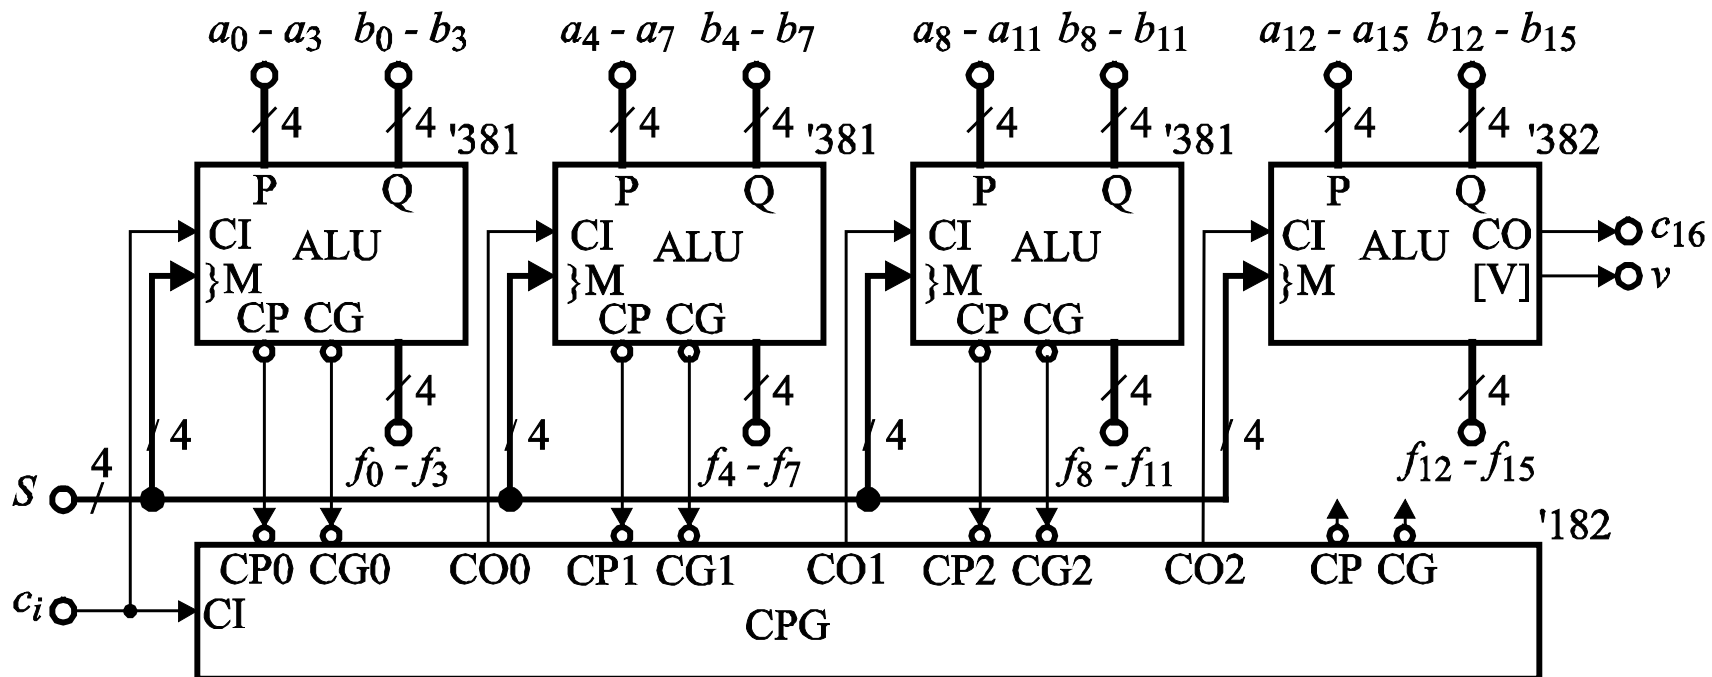 a0 - a3 b0 - b3 a4 - a7 b4 - b7 a8 - a11 b8 - b11 a12 - a15 b12 - b15
4 4 '381 4 4 '381 4 4 '381 4 4 '382
P Q P Q P Q P Q
CI ALU CI ALU CI ALU CI ALU CO c16
}M }M }M }M [V] v
CP CG CP CG CP CG
4 4 4 4
4 4 4 4
f0 - f3 f4 - f7 f8 - f11 f12 - f15
S 4
'182
CP0 CG0 CO0 CP1 CG1 CO1 CP2 CG2 CO2 CP CG
ci CI
CPG